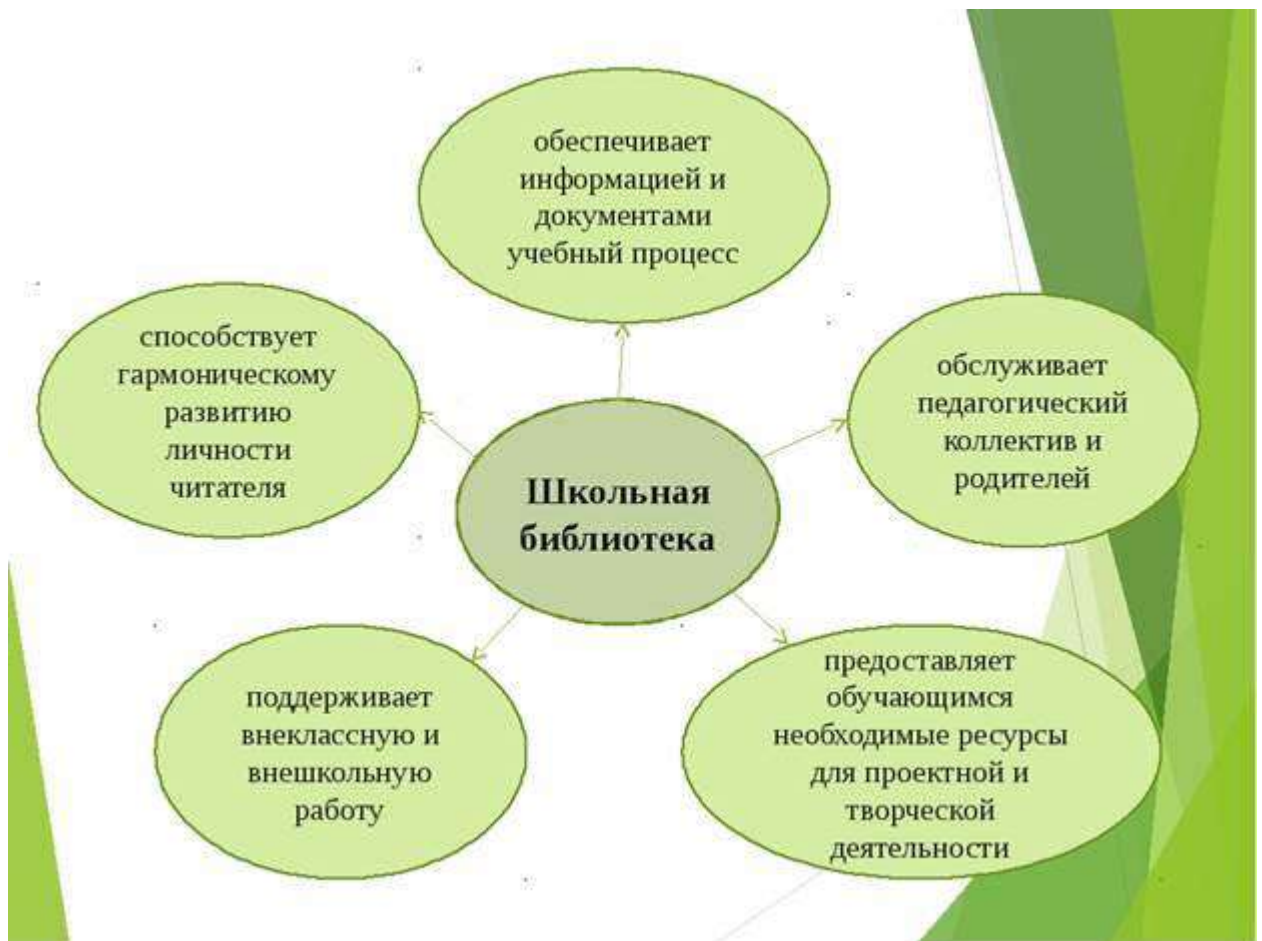 обеспечивает
информацией и
документами
учебный процесс
способствует
гармоническому
развитию
личности
читателя
обслуживает
педагогический
коллектив и
родителей
Школьная
библиотека
поддерживает
внеклассную и
внешкольную
работу
предоставляет
обучающимся
необходимые ресурсы
для проектной и
творческой
деятельности